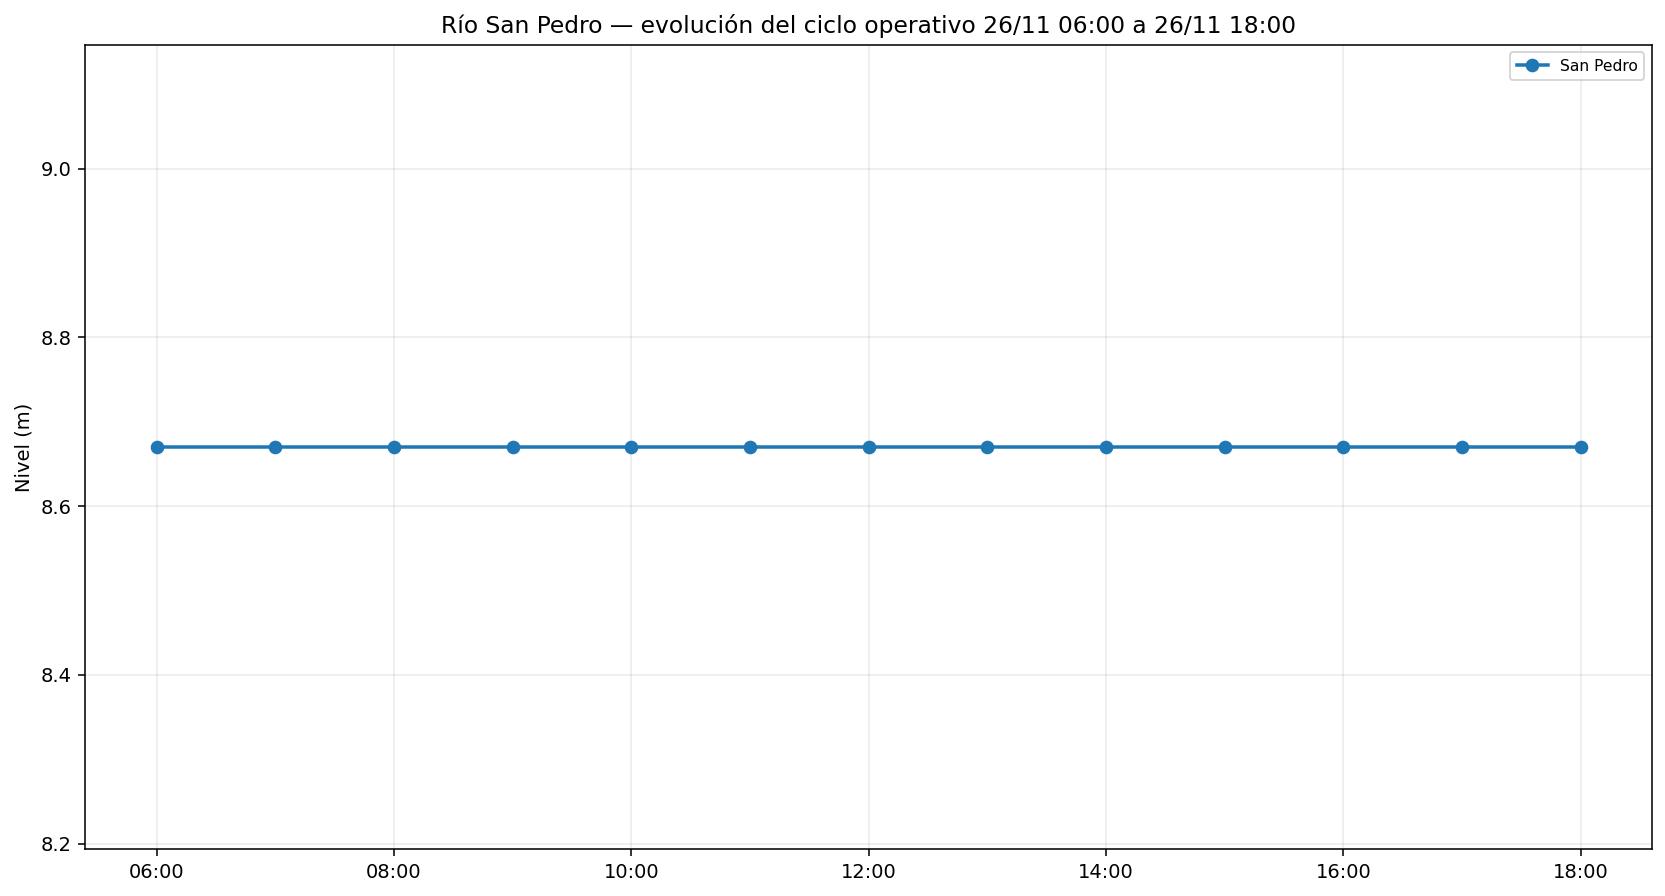 Río San Pedro — evolución del ciclo operativo 26/11 06:00 a 26/11 18:00
San Pedro
Nivel (m)
9.0
8.8
8.6
8.4
8.2
06:00 08:00 10:00 12:00 14:00 16:00 18:00